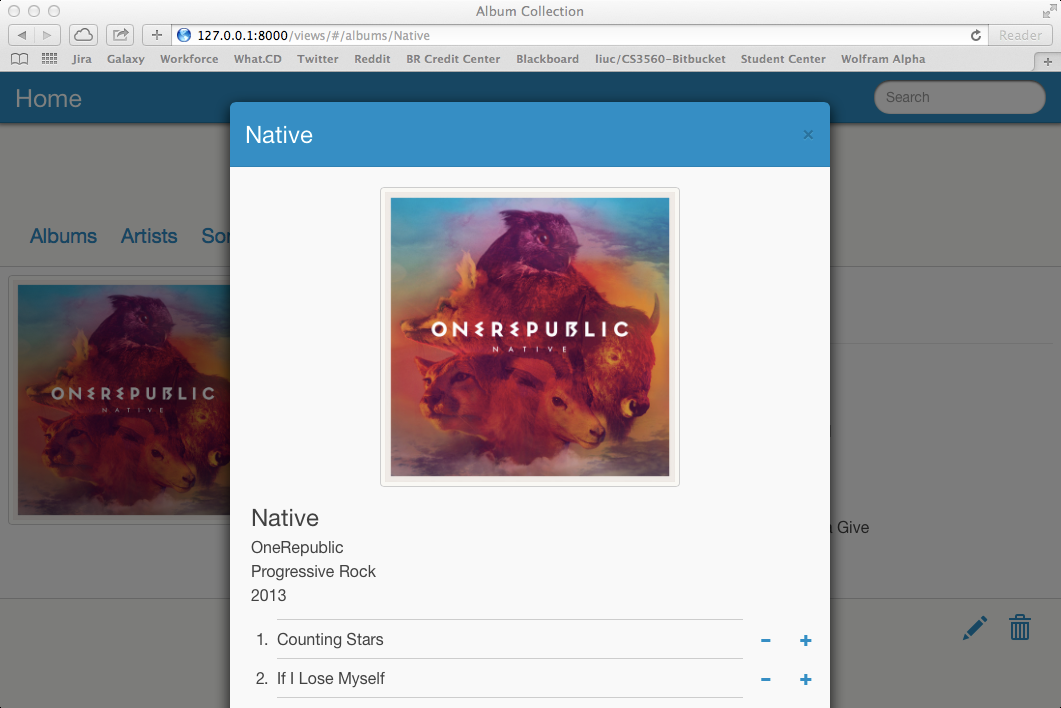 Album Collection
127.0.0.1:8000/views/#/albums/Native
Reader
Jira Galaxy Workforce What.CD Twitter Reddit BR Credit Center Blackboard liuc/CS3560-Bitbucket Student Center Wolfram Alpha
Home
Search
Native
×
Albums Artists
ONEREPUBLIC
NATIVE
ONEREPUBLIC
NATIVE
Native
OneRepublic
Progressive Rock
2013
Give
1. Counting Stars
2. If I Lose Myself